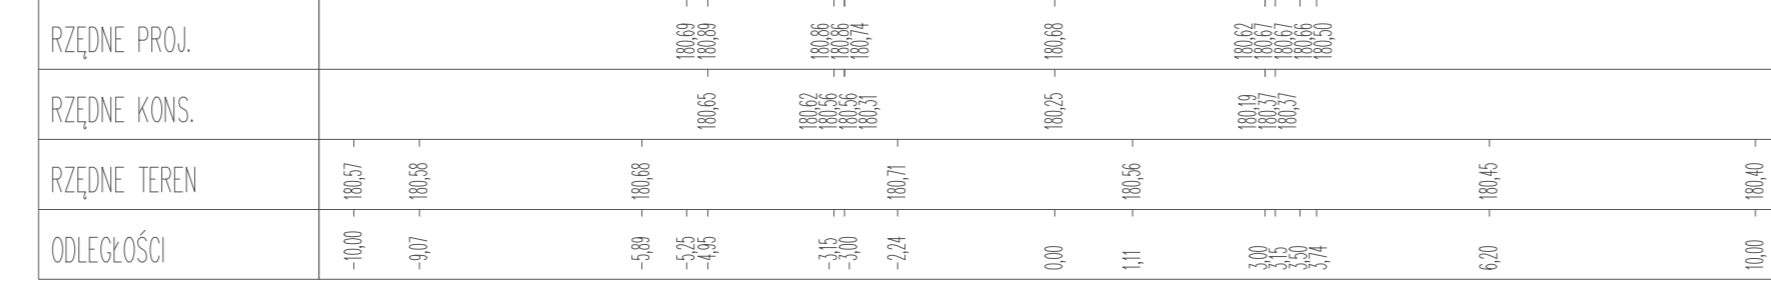 RZĘDNE PROJ. 180,69 180,89 180,86 180,86 180,74 180,68 180,62 180,67 180,67 180,66 180,50
RZĘDNE KONS. 180,65 180,62 180,56 180,56 180,31 180,25 180,19 180,37 180,37
RZĘDNE TEREN 180,57 180,58 180,68 180,71 180,56 180,45 180,40
ODLEGŁOŚCI -10,00 -9,07 -5,89 -5,25 -4,95 -3,15 -3,00 -2,24 0,00 1,11 3,00 3,15 3,50 3,74 6,20 10,00